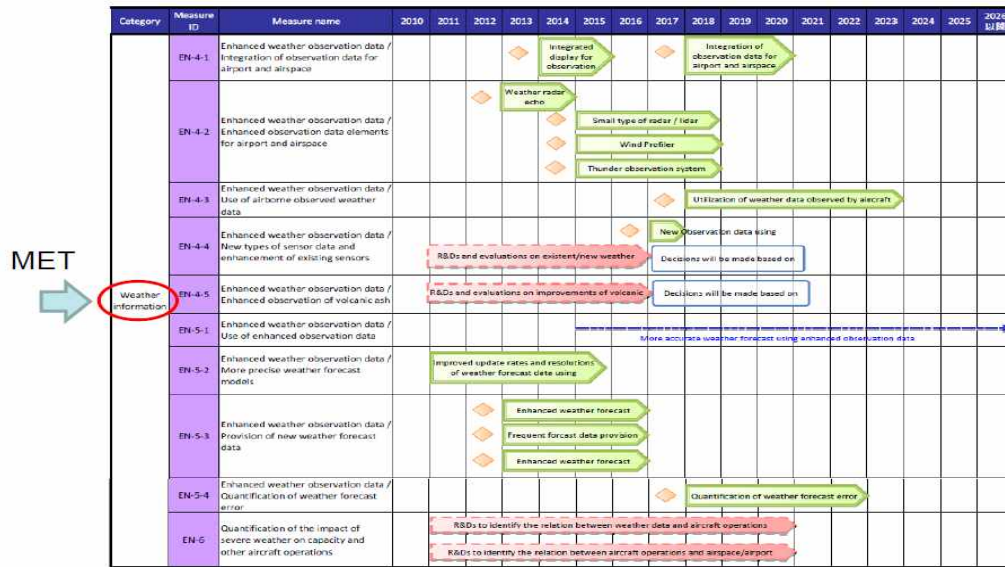 Category Measure ID Measure name 2010 2011 2012 2013 2014 2015 2016 2017 2018 2019 2020 2021 2022 2023 2024 2025 2026以降
EN-4-1
Enhanced weather observation data /
Integration of observation data for
airport and airspace
Integrated
display for
observation
Integration of
observation data for
airport and airspace
EN-4-2
Enhanced weather observation data /
Enhanced observation data elements
for airport and airspace
Weather radar
echo
Small type of radar / lidar
Wind Profiler
Thunder observation system
EN-4-3
Enhanced weather observation data /
Use of airborne observed weather
data
Utilization of weather data observed by aircraft
EN-4-4
Enhanced weather observation data /
New types of sensor data and
enhancement of existing sensors
New Observation data using
R&Ds and evaluations on existent/new weather
Decisions will be made based on
MET
Weather
information
EN-4-5
Enhanced weather observation data /
Enhanced observation of volcanic ash
R&Ds and evaluations on improvements of volcanic
Decisions will be made based on
EN-5-1
Enhanced weather observation data /
Use of enhanced observation data
More accurate weather forecast using enhanced observation data
EN-5-2
Enhanced weather observation data /
More precise weather forecast
models
Improved update rates and resolutions
of weather forecast data using
EN-5-3
Enhanced weather observation data /
Provision of new weather forecast
data
Enhanced weather forecast
Frequent forcast data provision
Enhanced weather forecast
EN-5-4
Enhanced weather observation data /
Quantification of weather forecast
error
Quantification of weather forecast error
EN-6
Quantification of the impact of
severe weather on capacity and
other aircraft operations
R&Ds to identify the relation between weather data and aircraft operations
R&Ds to identify the relation between aircraft operations and airspace/airport